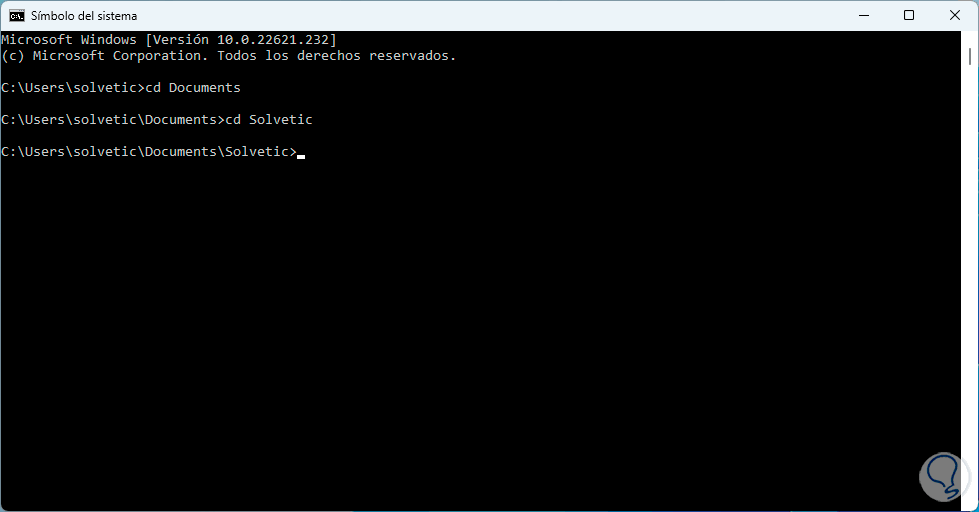 Símbolo del sistema
Microsoft Windows [Versión 10.0.22621.232]
(c) Microsoft Corporation. Todos los derechos reservados.
C:\Users\solvetic>cd Documents
C:\Users\solvetic\Documents>cd Solvetic
C:\Users\solvetic\Documents\Solvetic>